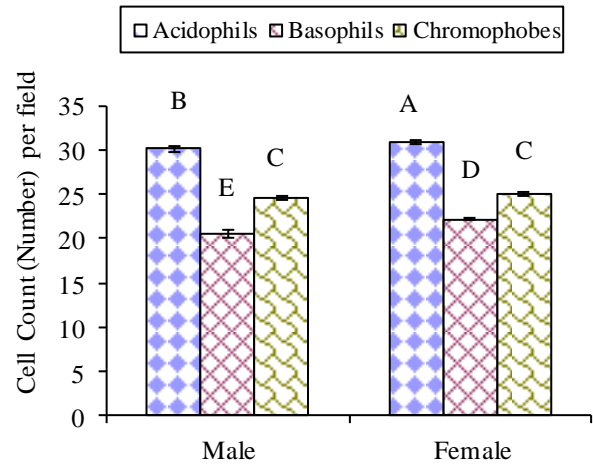 Acidophils Basophils Chromophobes
Cell Count (Number) per field
35
30
25
20
15
10
5
0
B
E
C
A
D
C
Male
Female